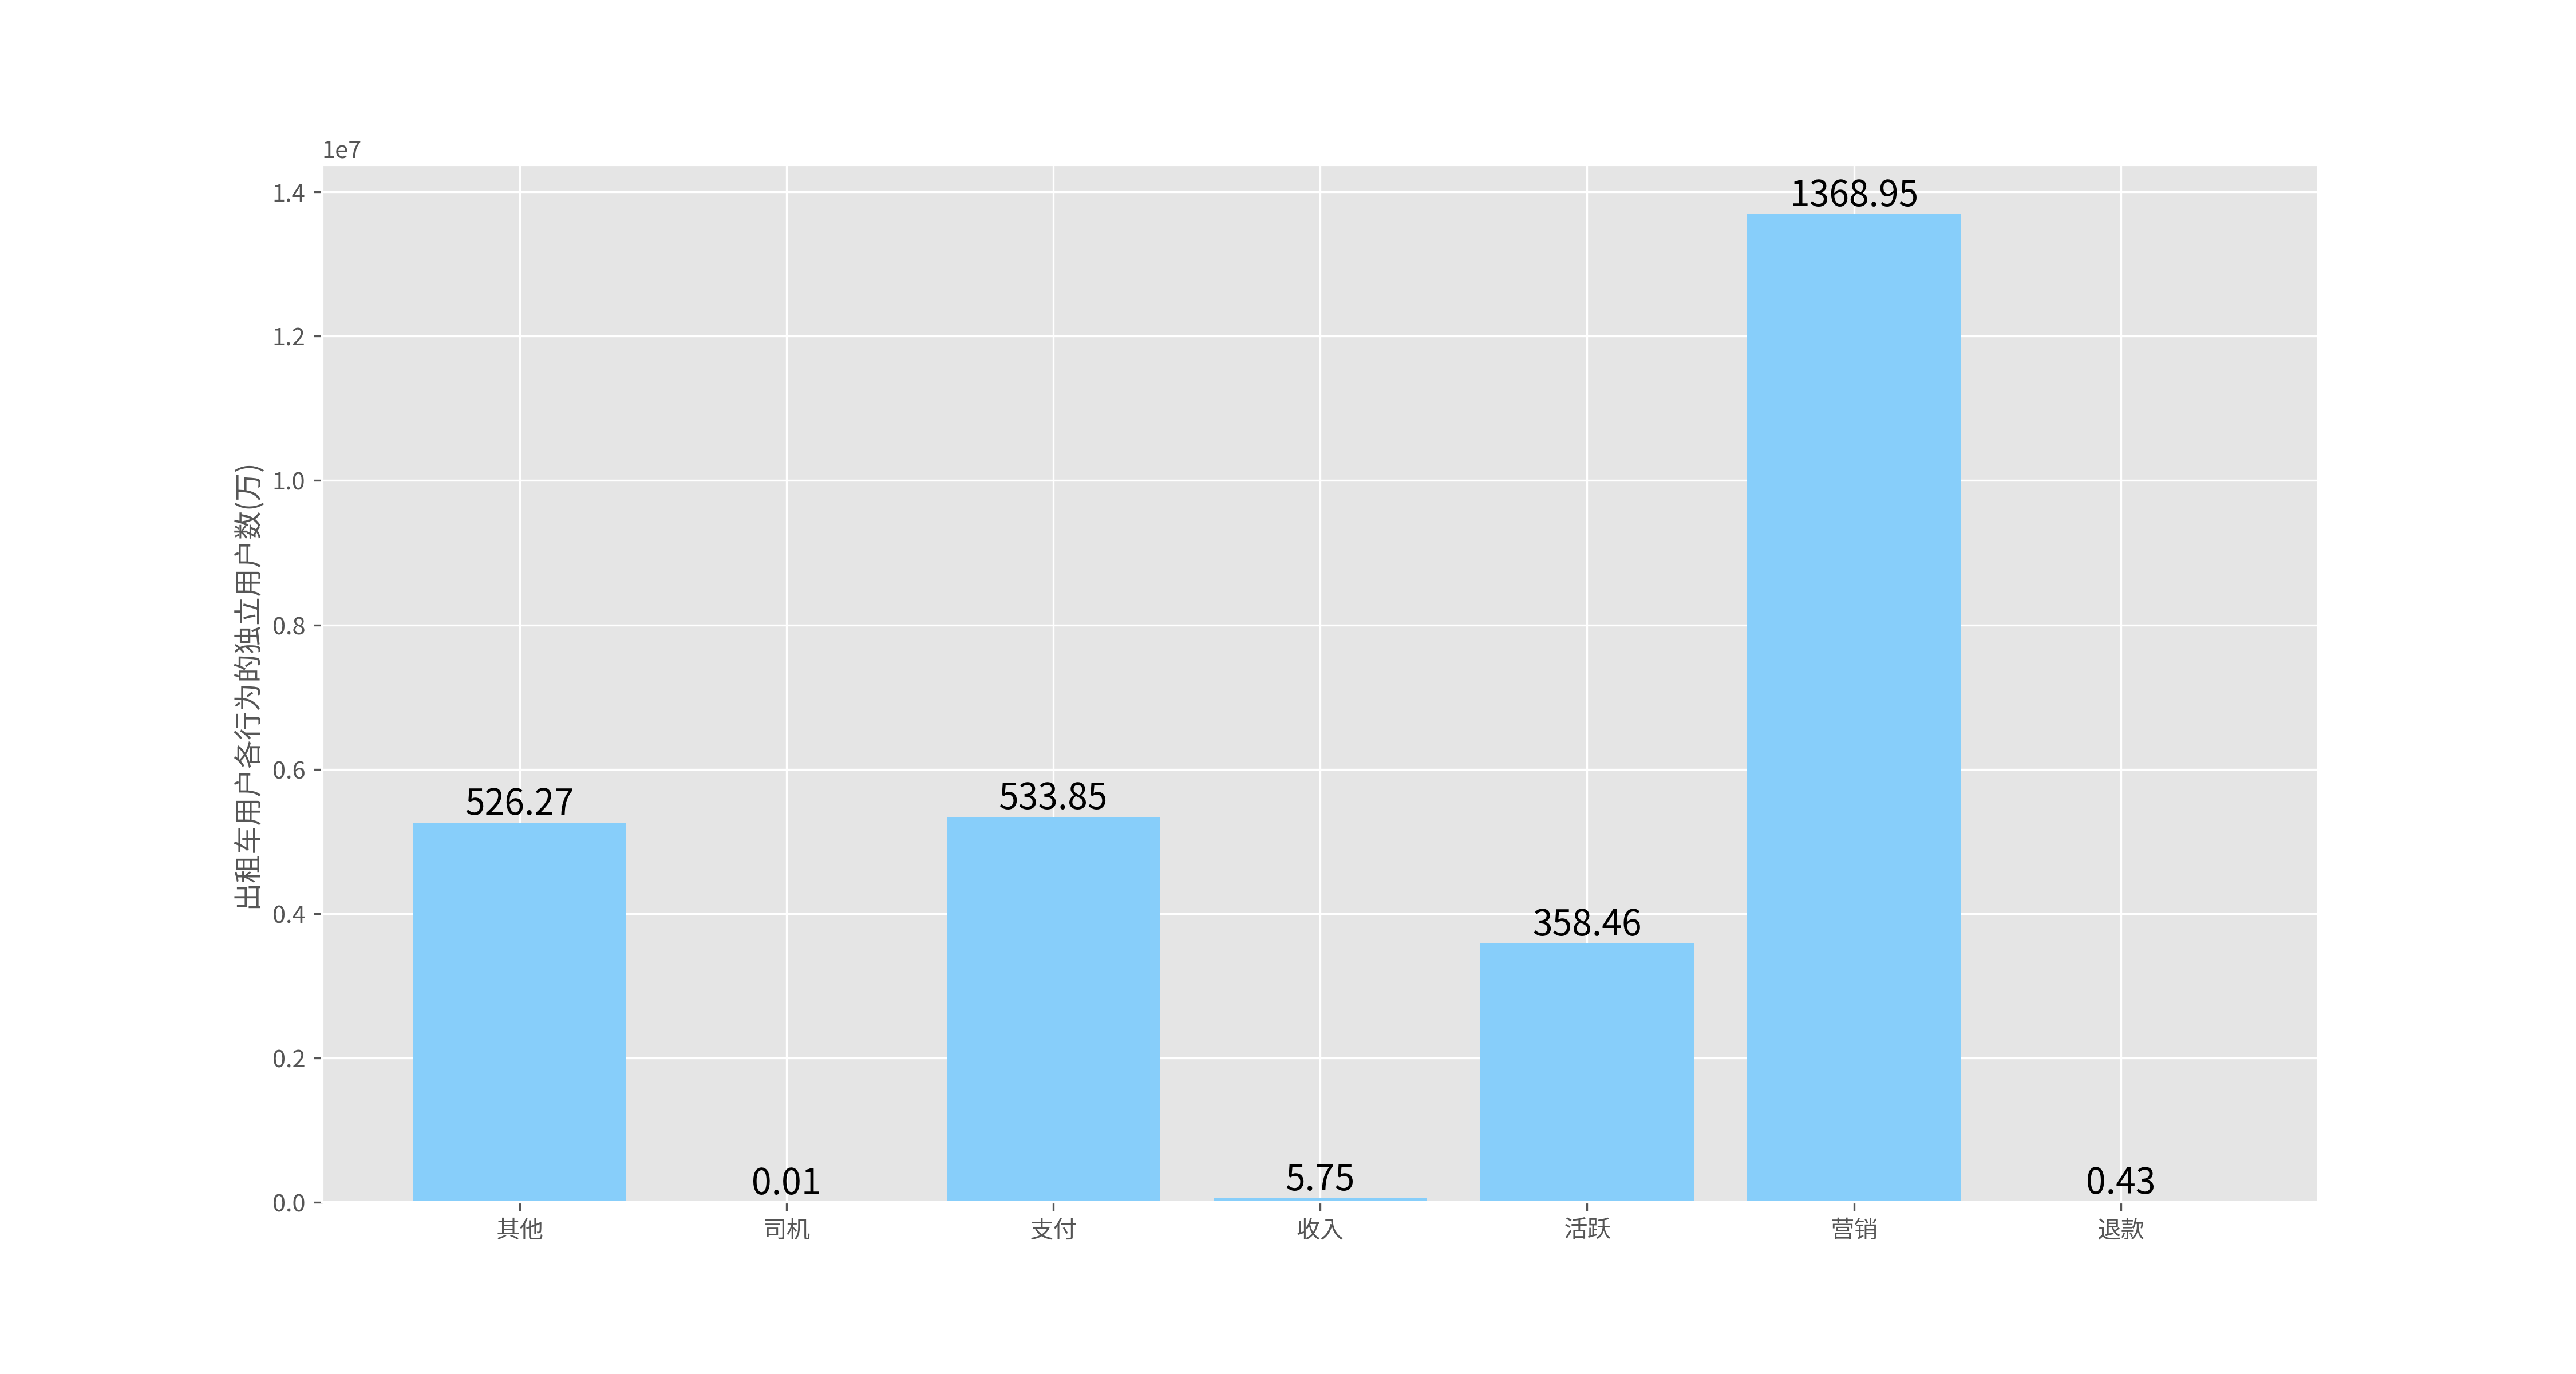 1e7
1.4
1.2
1.0
0.8
0.6
0.4
0.2
0.0
出租车用户各行为的独立用户数(万)
526.27
0.01
533.85
5.75
358.46
1368.95
0.43
其他
司机
支付
收入
活跃
营销
退款